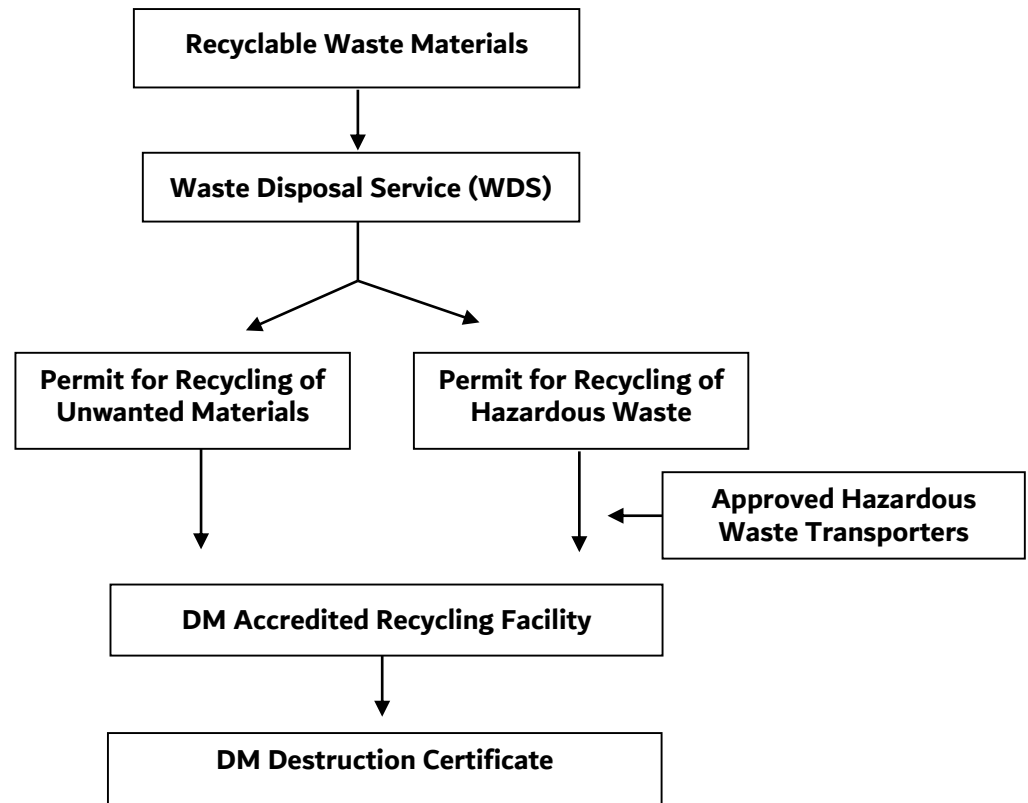 Recyclable Waste Materials
Waste Disposal Service (WDS)
Permit for Recycling of
Unwanted Materials
Permit for Recycling of
Hazardous Waste
Approved Hazardous
Waste Transporters
DM Accredited Recycling Facility
DM Destruction Certificate